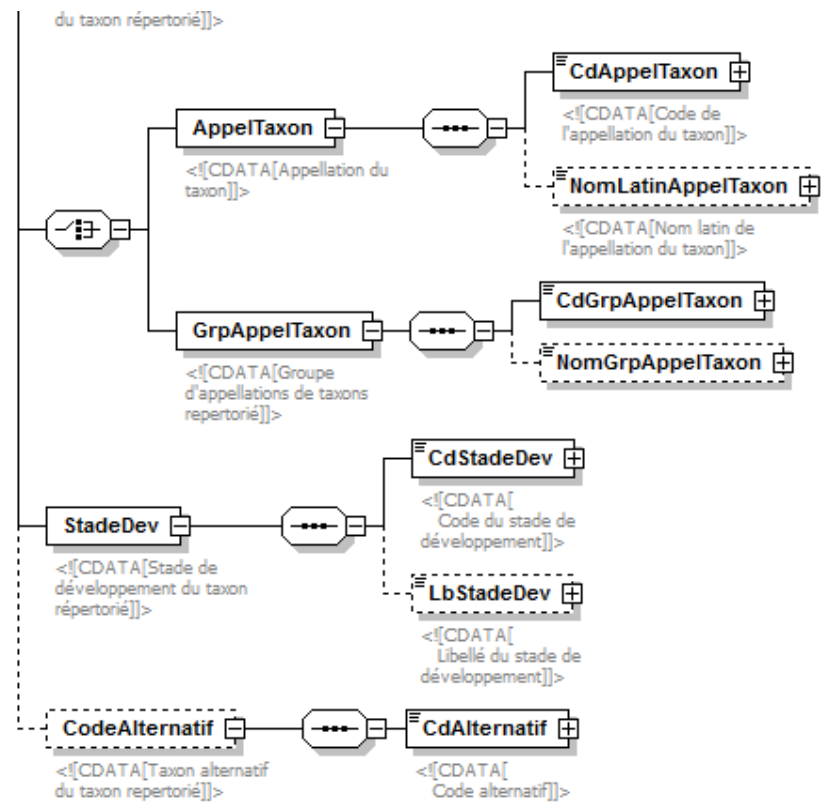 du taxon répertorié]]>
CdAppelTaxon
<![CDATA[Code de
l'appellation du taxon]]>
AppelTaxon
<![CDATA[Appellation du
taxon]]>
NomLatinAppelTaxon
<![CDATA[Nom latin de
l'appellation du taxon]]>
CdGrpAppelTaxon
GrpAppelTaxon
<![CDATA[Groupe
d'appellations de taxons
repertorié]]>
NomGrpAppelTaxon
CdStadeDev
<![CDATA[
Code du stade de
développement]]>
StadeDev
<![CDATA[Stade de
développement du taxon
répertorié]]>
LbStadeDev
<![CDATA[
Libellé du stade de
développement]]>
CodeAlternatif
<![CDATA[Taxon alternatif
du taxon repertorié]]>
CdAlternatif
<![CDATA[
Code alternatif]]>